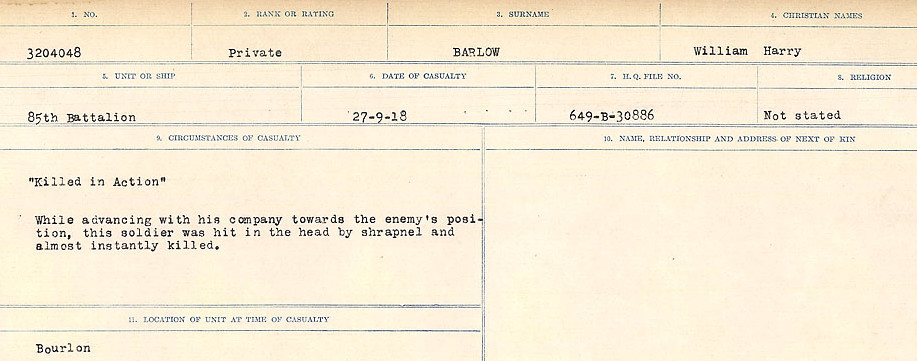 1. NO.
2. RANK OR RATING
3. SURNAME
4. CHRISTIAN NAMES
3204048
Private
BARLOW
William Harry
5. UNIT OR SHIP
6. DATE OF CASUALTY
7. H.Q. FILE NO.
8. RELIGION
85th Battalion
27-9-18
649-B-30886
Not stated
9. CIRCUMSTANCES OF CASUALTY
10. NAME, RELATIONSHIP AND ADDRESS OF NEXT OF KIN
"Killed in Action"
While advancing with his company towards the enemy's posi-
tion, this soldier was hit in the head by shrapnel and
almost instantly killed.
11. LOCATION OF UNIT AT TIME OF CASUALTY
Bourlon